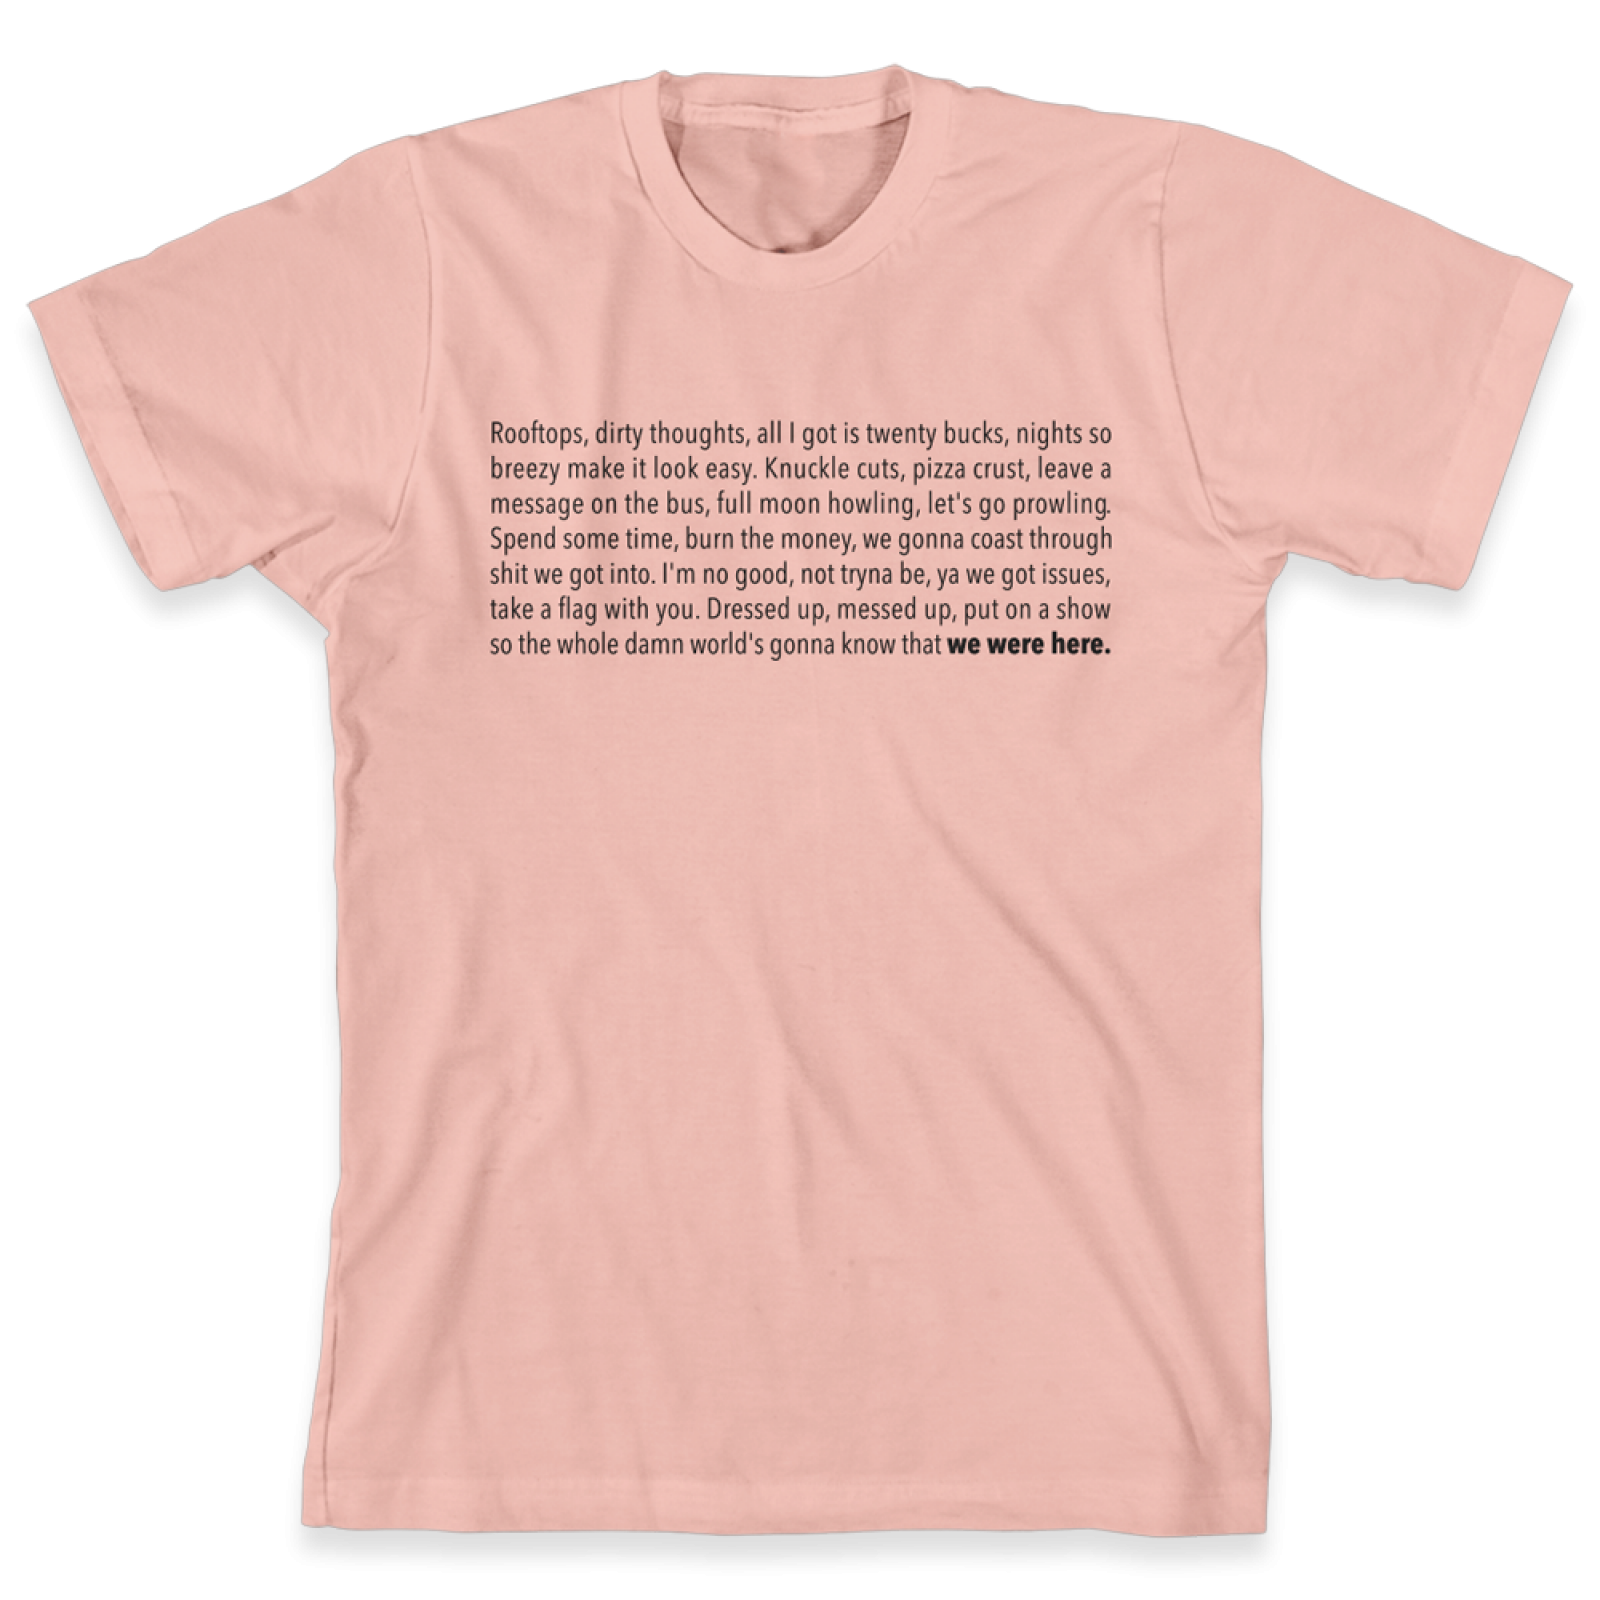 Rooftops, dirty thoughts, all I got is twenty bucks, nights so
breezy make it look easy. Knuckle cuts, pizza crust, leave a
message on the bus, full moon howling, let's go prowling.
Spend some time, burn the money, we gonna coast through
shit we got into. I'm no good, not tryna be, ya we got issues,
take a flag with you. Dressed up, messed up, put on a show
so the whole damn world's gonna know that we were here.